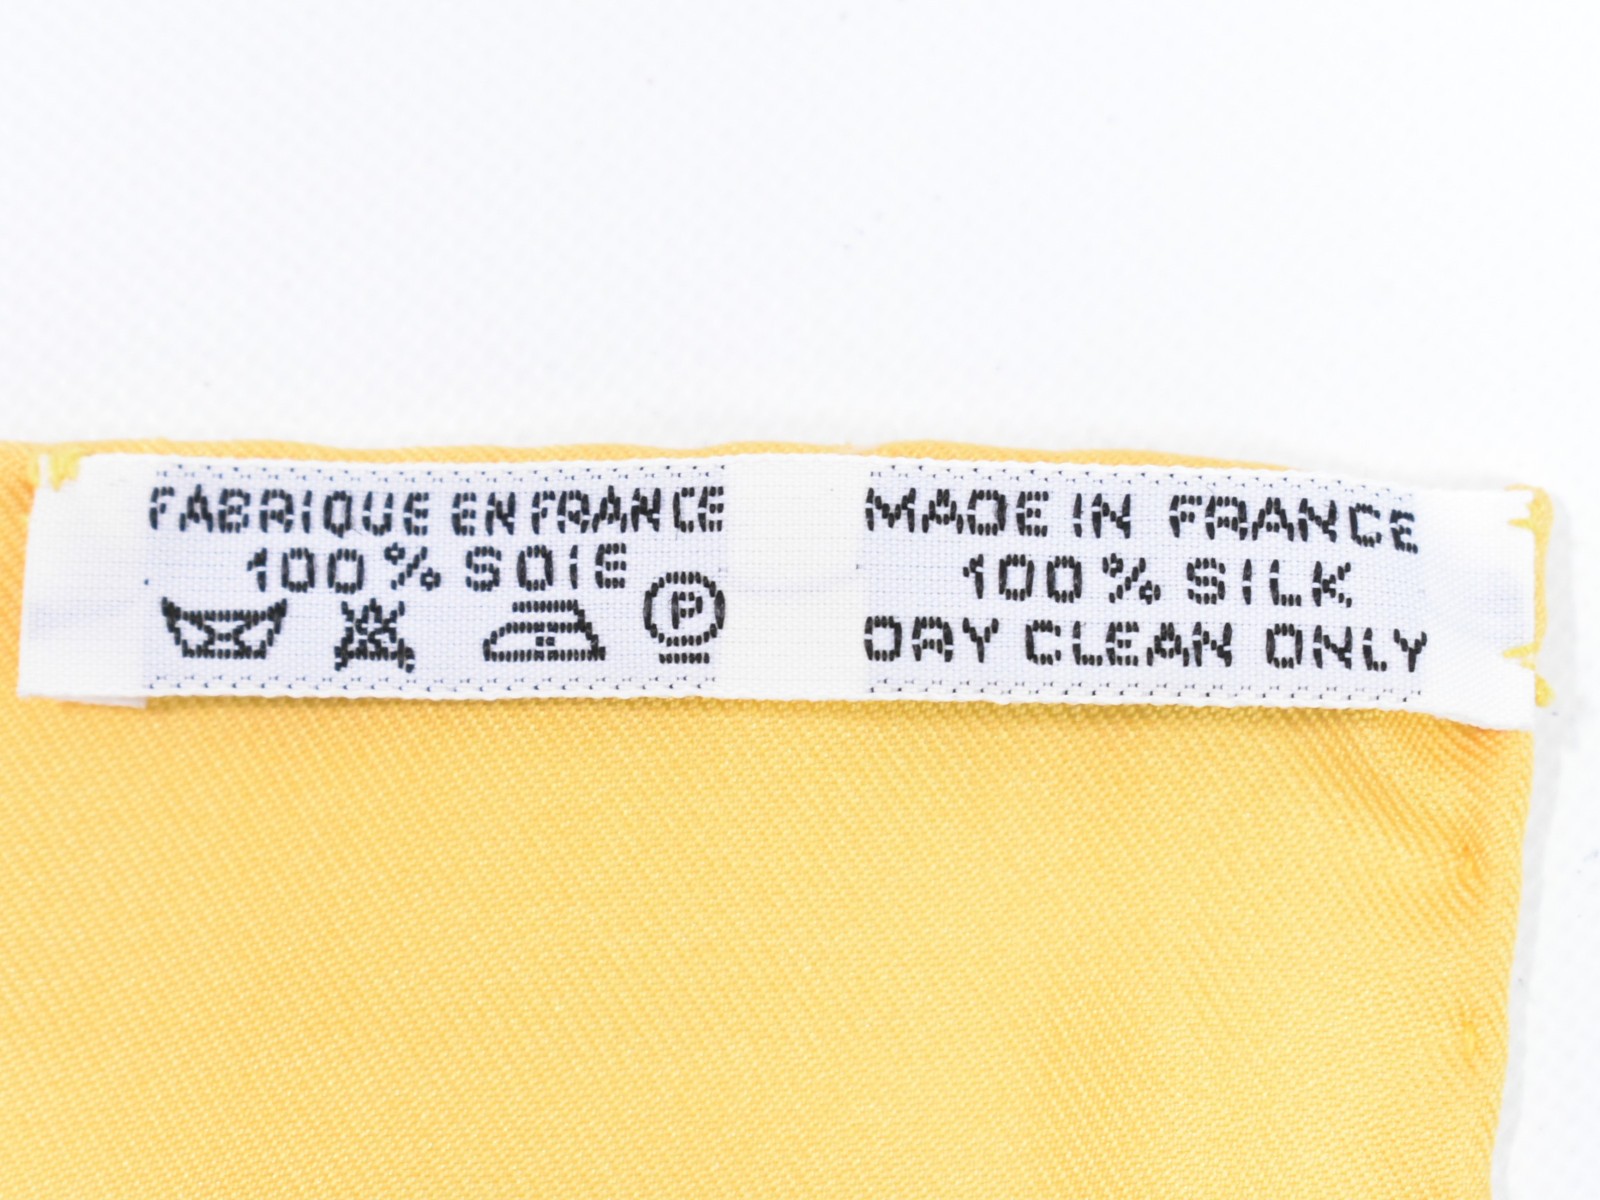 FABRIQUE EN FRANCE
100% SOIE
P
MADE IN FRANCE
100% SILK
DRY CLEAN ONLY